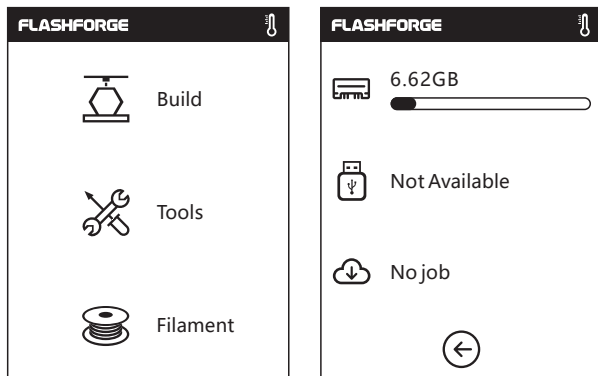 FLASHFORGE
Build
Tools
Filament
FLASHFORGE
6.62GB
Not Available
No job